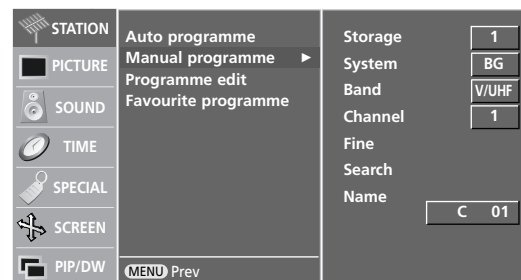 STATION
PICTURE
SOUND
TIME
SPECIAL
SCREEN
PIP/DW
Auto programme
Manual programme ►
Programme edit
Favourite programme
MENU Prev
Storage 1
System BG
Band V/UHF
Channel 1
Fine
Search
Name
C 01